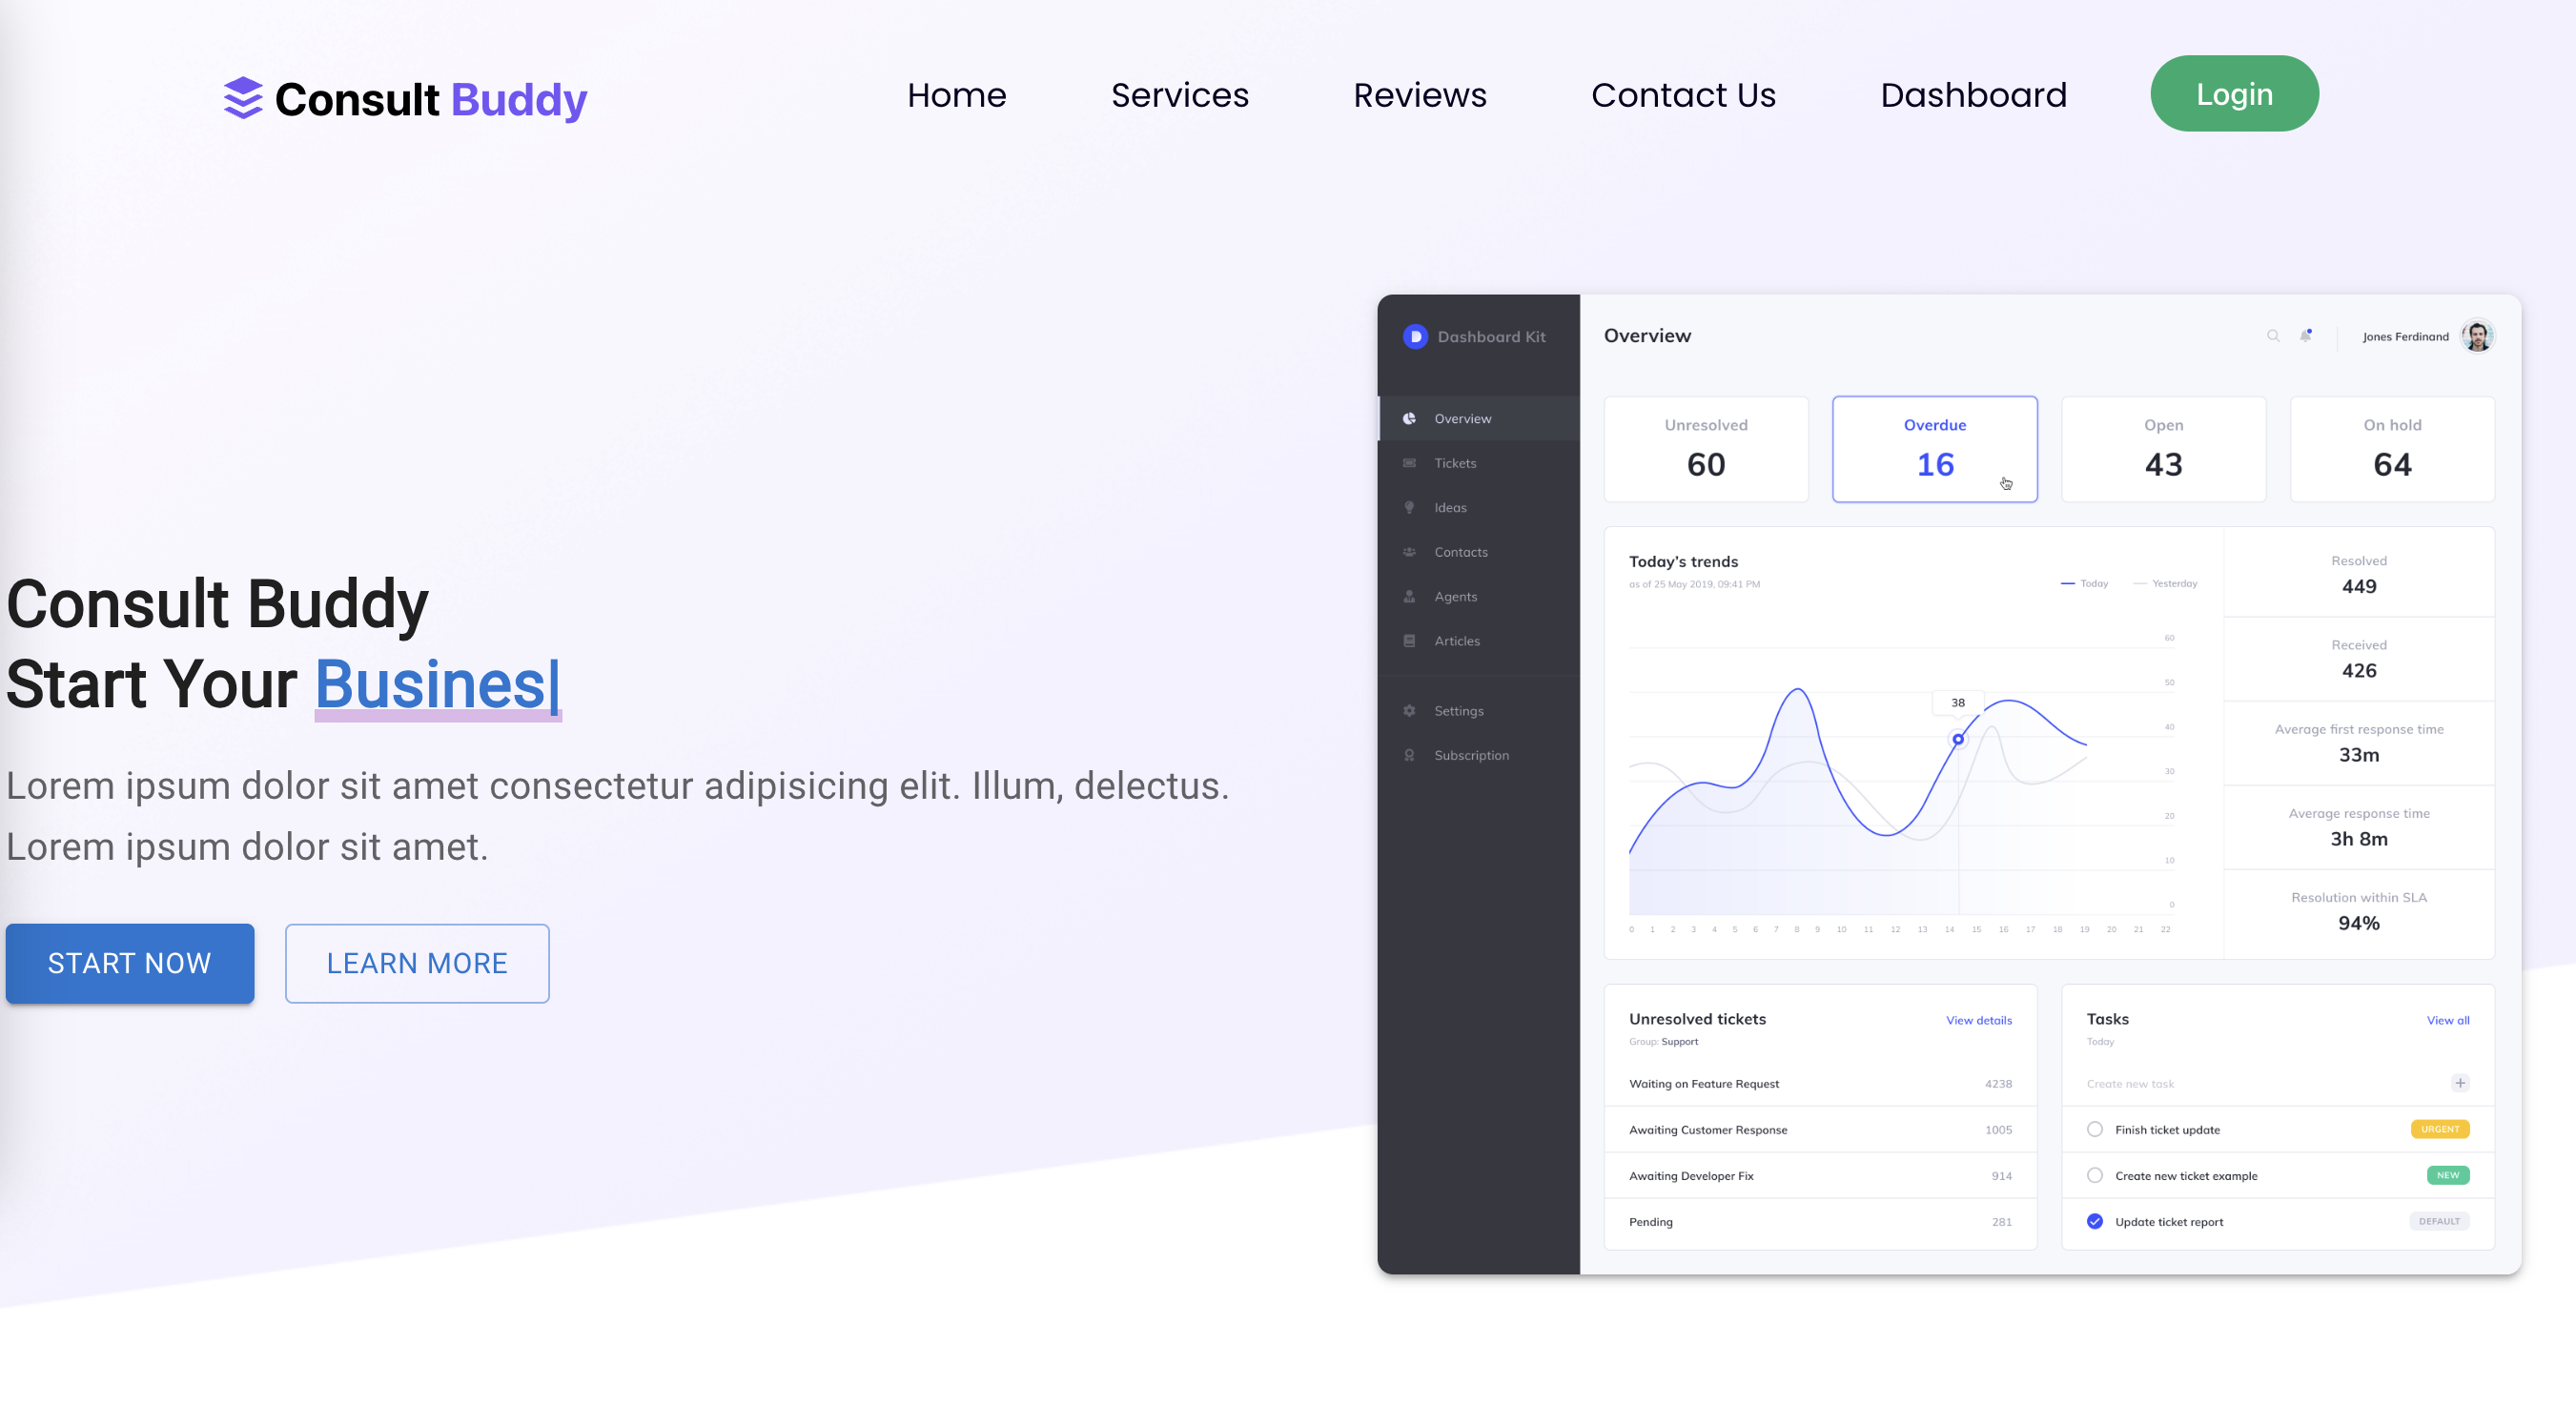 Consult Buddy
Home
Services
Reviews
Contact Us
Dashboard
Login
Consult Buddy
Start Your Busines|
Lorem ipsum dolor sit amet consectetur adipisicing elit. Illum, delectus.
Lorem ipsum dolor sit amet.
START NOW
LEARN MORE
D Dashboard Kit
Overview
Tickets
Ideas
Contacts
Agents
Articles
Settings
Subscription
Overview
Jones Ferdinand
Unresolved
60
Overdue
16
Open
43
On hold
64
Today's trends
as of 25 May 2019, 09:41 PM
Today
Yesterday
60
50
40
30
20
10
0
38
0 1 2 3 4 5 6 7 8 9 10 11 12 13 14 15 16 17 18 19 20 21 22
Resolved
449
Received
426
Average first response time
33m
Average response time
3h 8m
Resolution within SLA
94%
Unresolved tickets
View details
Group: Support
Waiting on Feature Request 4238
Awaiting Customer Response 1005
Awaiting Developer Fix 914
Pending 281
Tasks
View all
Today
Create new task
Finish ticket update URGENT
Create new ticket example NEW
Update ticket report DEFAULT